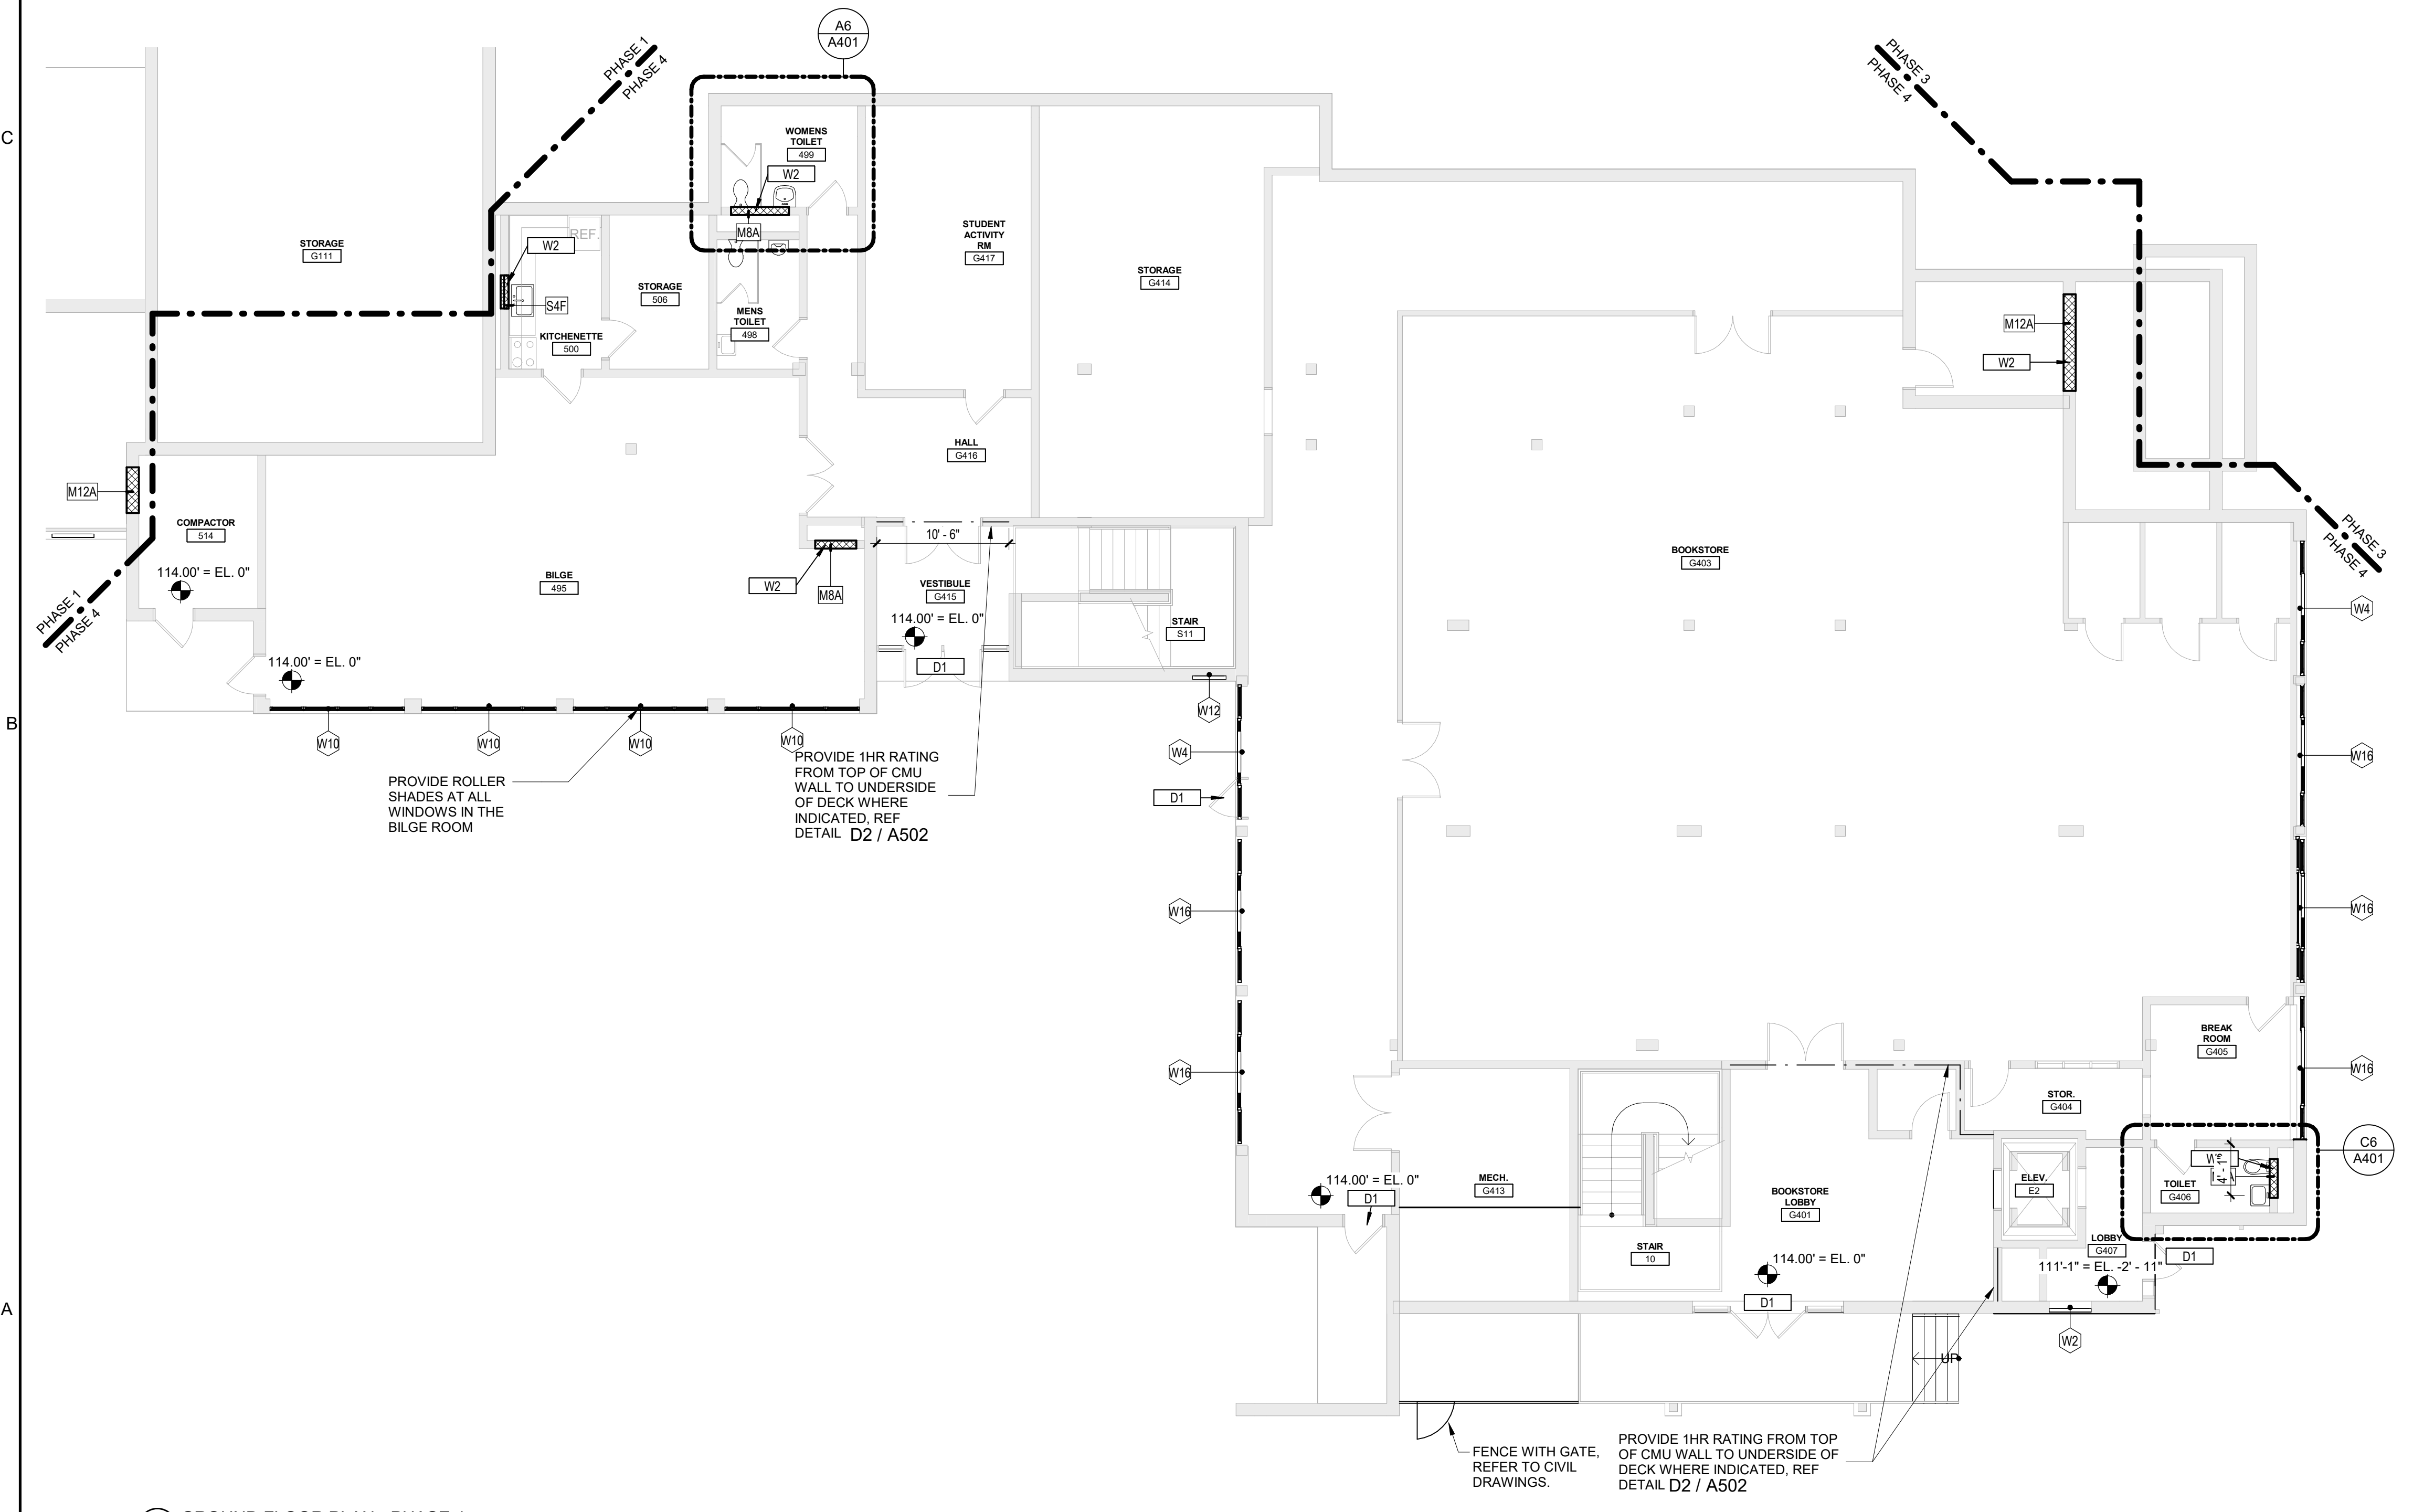 A6
A401
PHASE 1
PHASE 4
PHASE 3
PHASE 4
C
WOMENS
TOILET
499
W2
M8A
STORAGE
G111
REF.
W2
S4F
KITCHENETTE
500
STORAGE
506
MENS
TOILET
498
STUDENT
ACTIVITY
RM
G417
STORAGE
G414
M12A
W2
HALL
G416
M12A
COMPACTOR
514
114.00' = EL. 0"
PHASE 1
PHASE 4
BILGE
495
W2
M8A
10' - 6"
VESTIBULE
G415
114.00' = EL. 0"
D1
STAIR
S11
BOOKSTORE
G403
PHASE 3
PHASE 4
W4
114.00' = EL. 0"
B
W10
W10
W10
W10
W12
W4
D1
W16
W16
PROVIDE ROLLER
SHADES AT ALL
WINDOWS IN THE
BILGE ROOM
PROVIDE 1HR RATING
FROM TOP OF CMU
WALL TO UNDERSIDE
OF DECK WHERE
INDICATED, REF
DETAIL D2 / A502
W16
W16
W16
W16
BREAK
ROOM
G405
STOR.
G404
C6
A401
4' - 1"
TOILET
G406
ELEV.
E2
MECH.
G413
BOOKSTORE
LOBBY
G401
114.00' = EL. 0"
D1
STAIR
10
114.00' = EL. 0"
D1
LOBBY
G407
D1
111'-1" = EL. -2' - 11"
A
W2
UP
FENCE WITH GATE,
REFER TO CIVIL
DRAWINGS.
PROVIDE 1HR RATING FROM TOP
OF CMU WALL TO UNDERSIDE OF
DECK WHERE INDICATED, REF
DETAIL D2 / A502